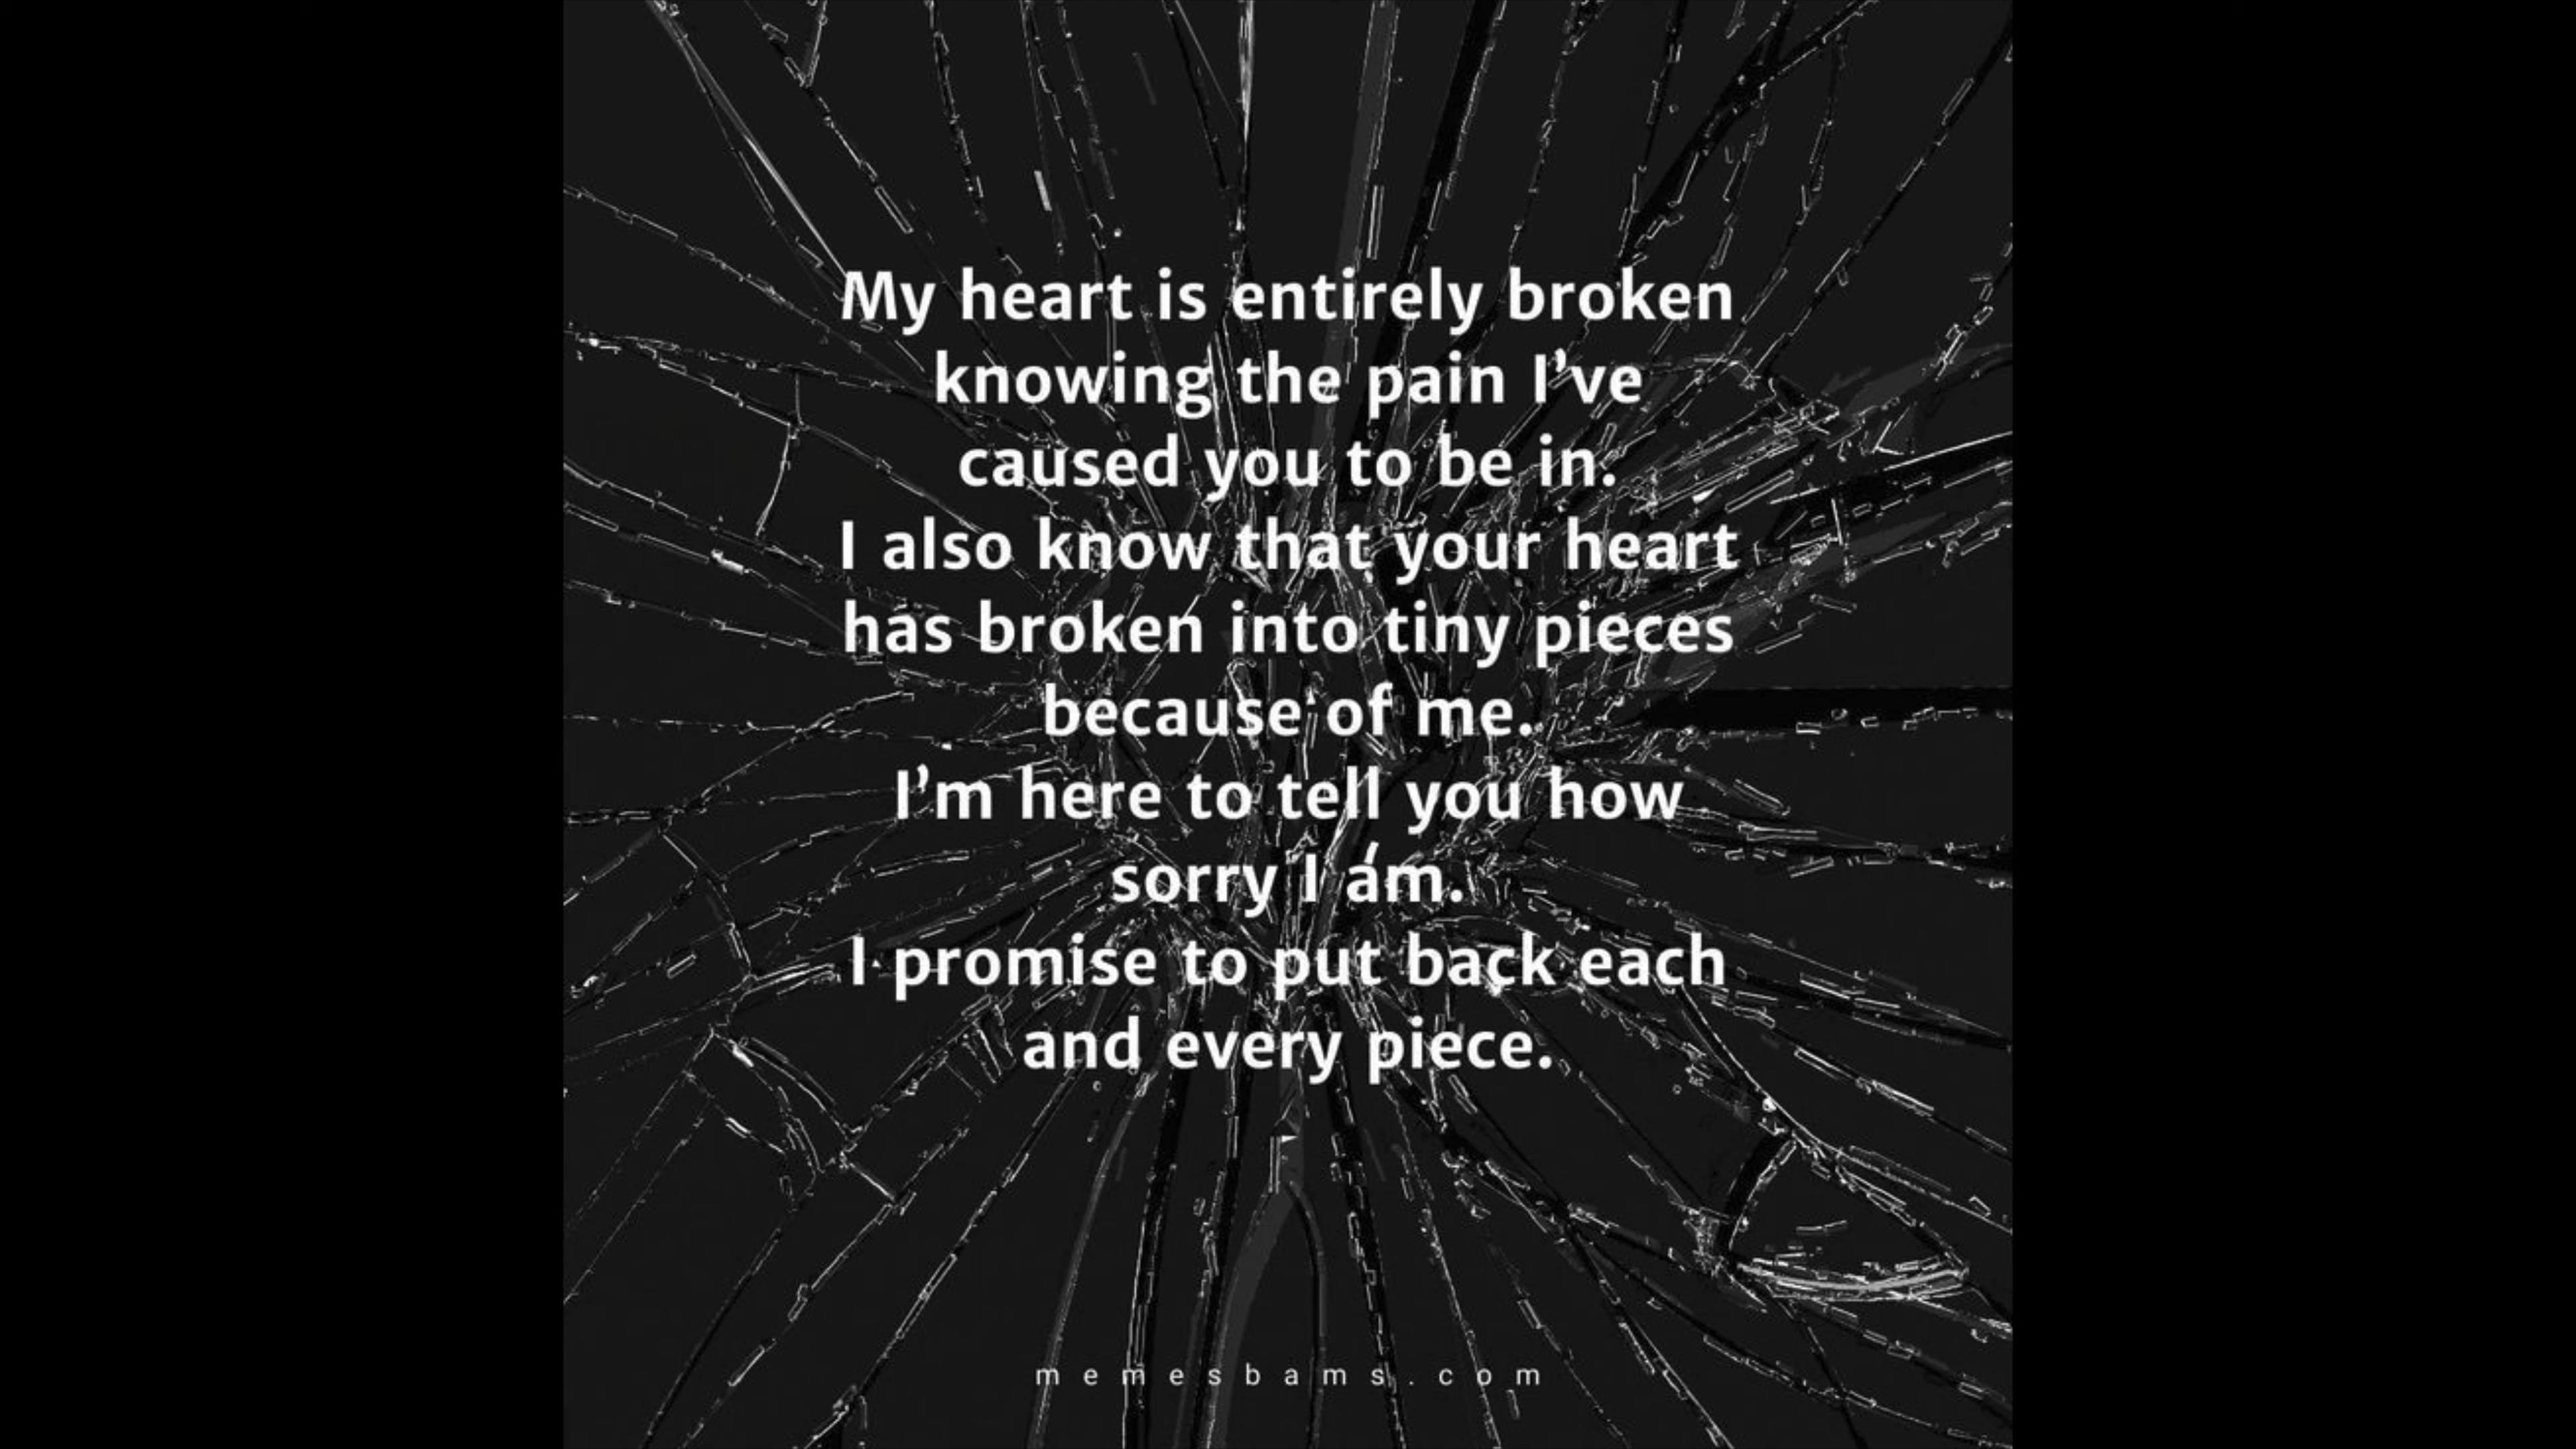 My heart is entirely broken
knowing the pain I’ve
caused you to be in.
I also know that your heart
has broken into tiny pieces
because of me.
I’m here to tell you how
sorry I am.
I promise to put back each
and every piece.
memesbams.com